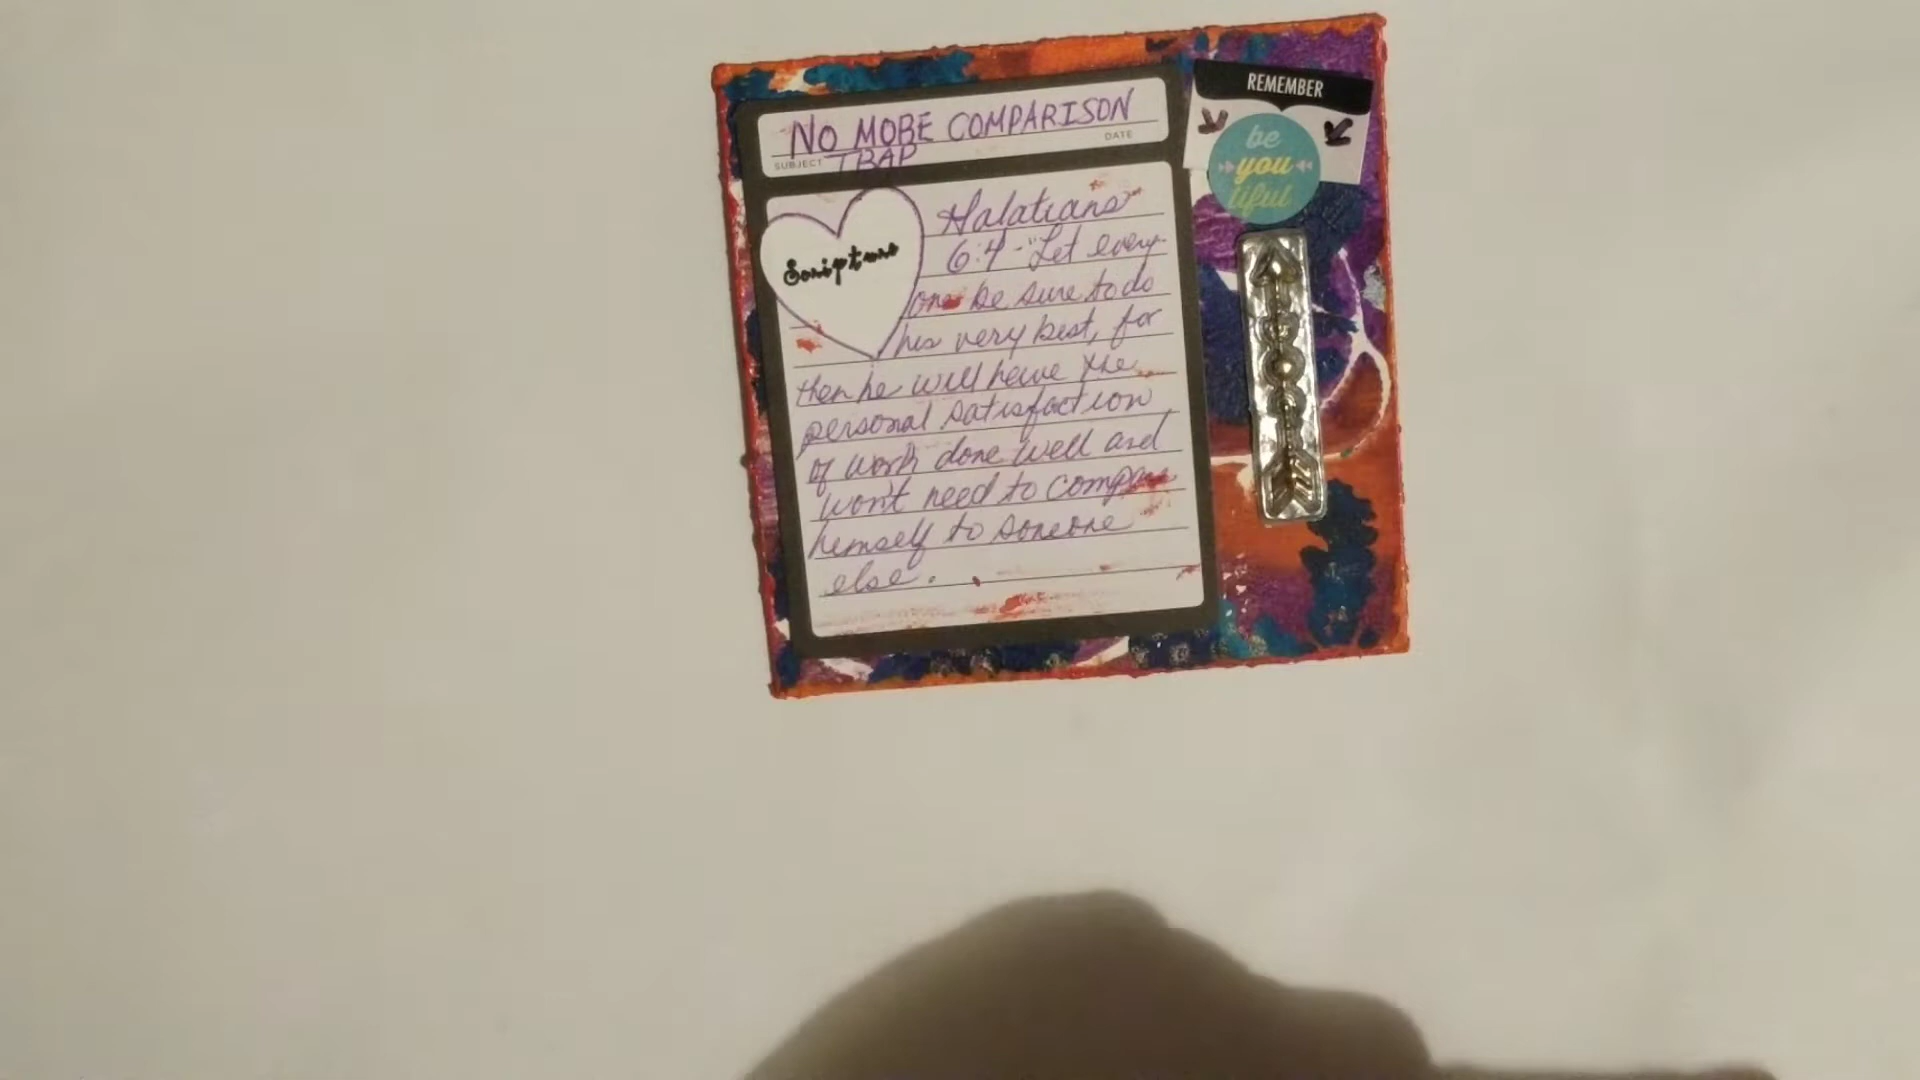 NO MORE COMPARISON
SUBJECT TRAP DATE
Scripture
Galatians
6:4 - "Let every
one be sure to do
his very best, for
then he will have the
personal satisfaction
of work done well and
won't need to compare
himself to someone
else.
REMEMBER
be
you
tiful